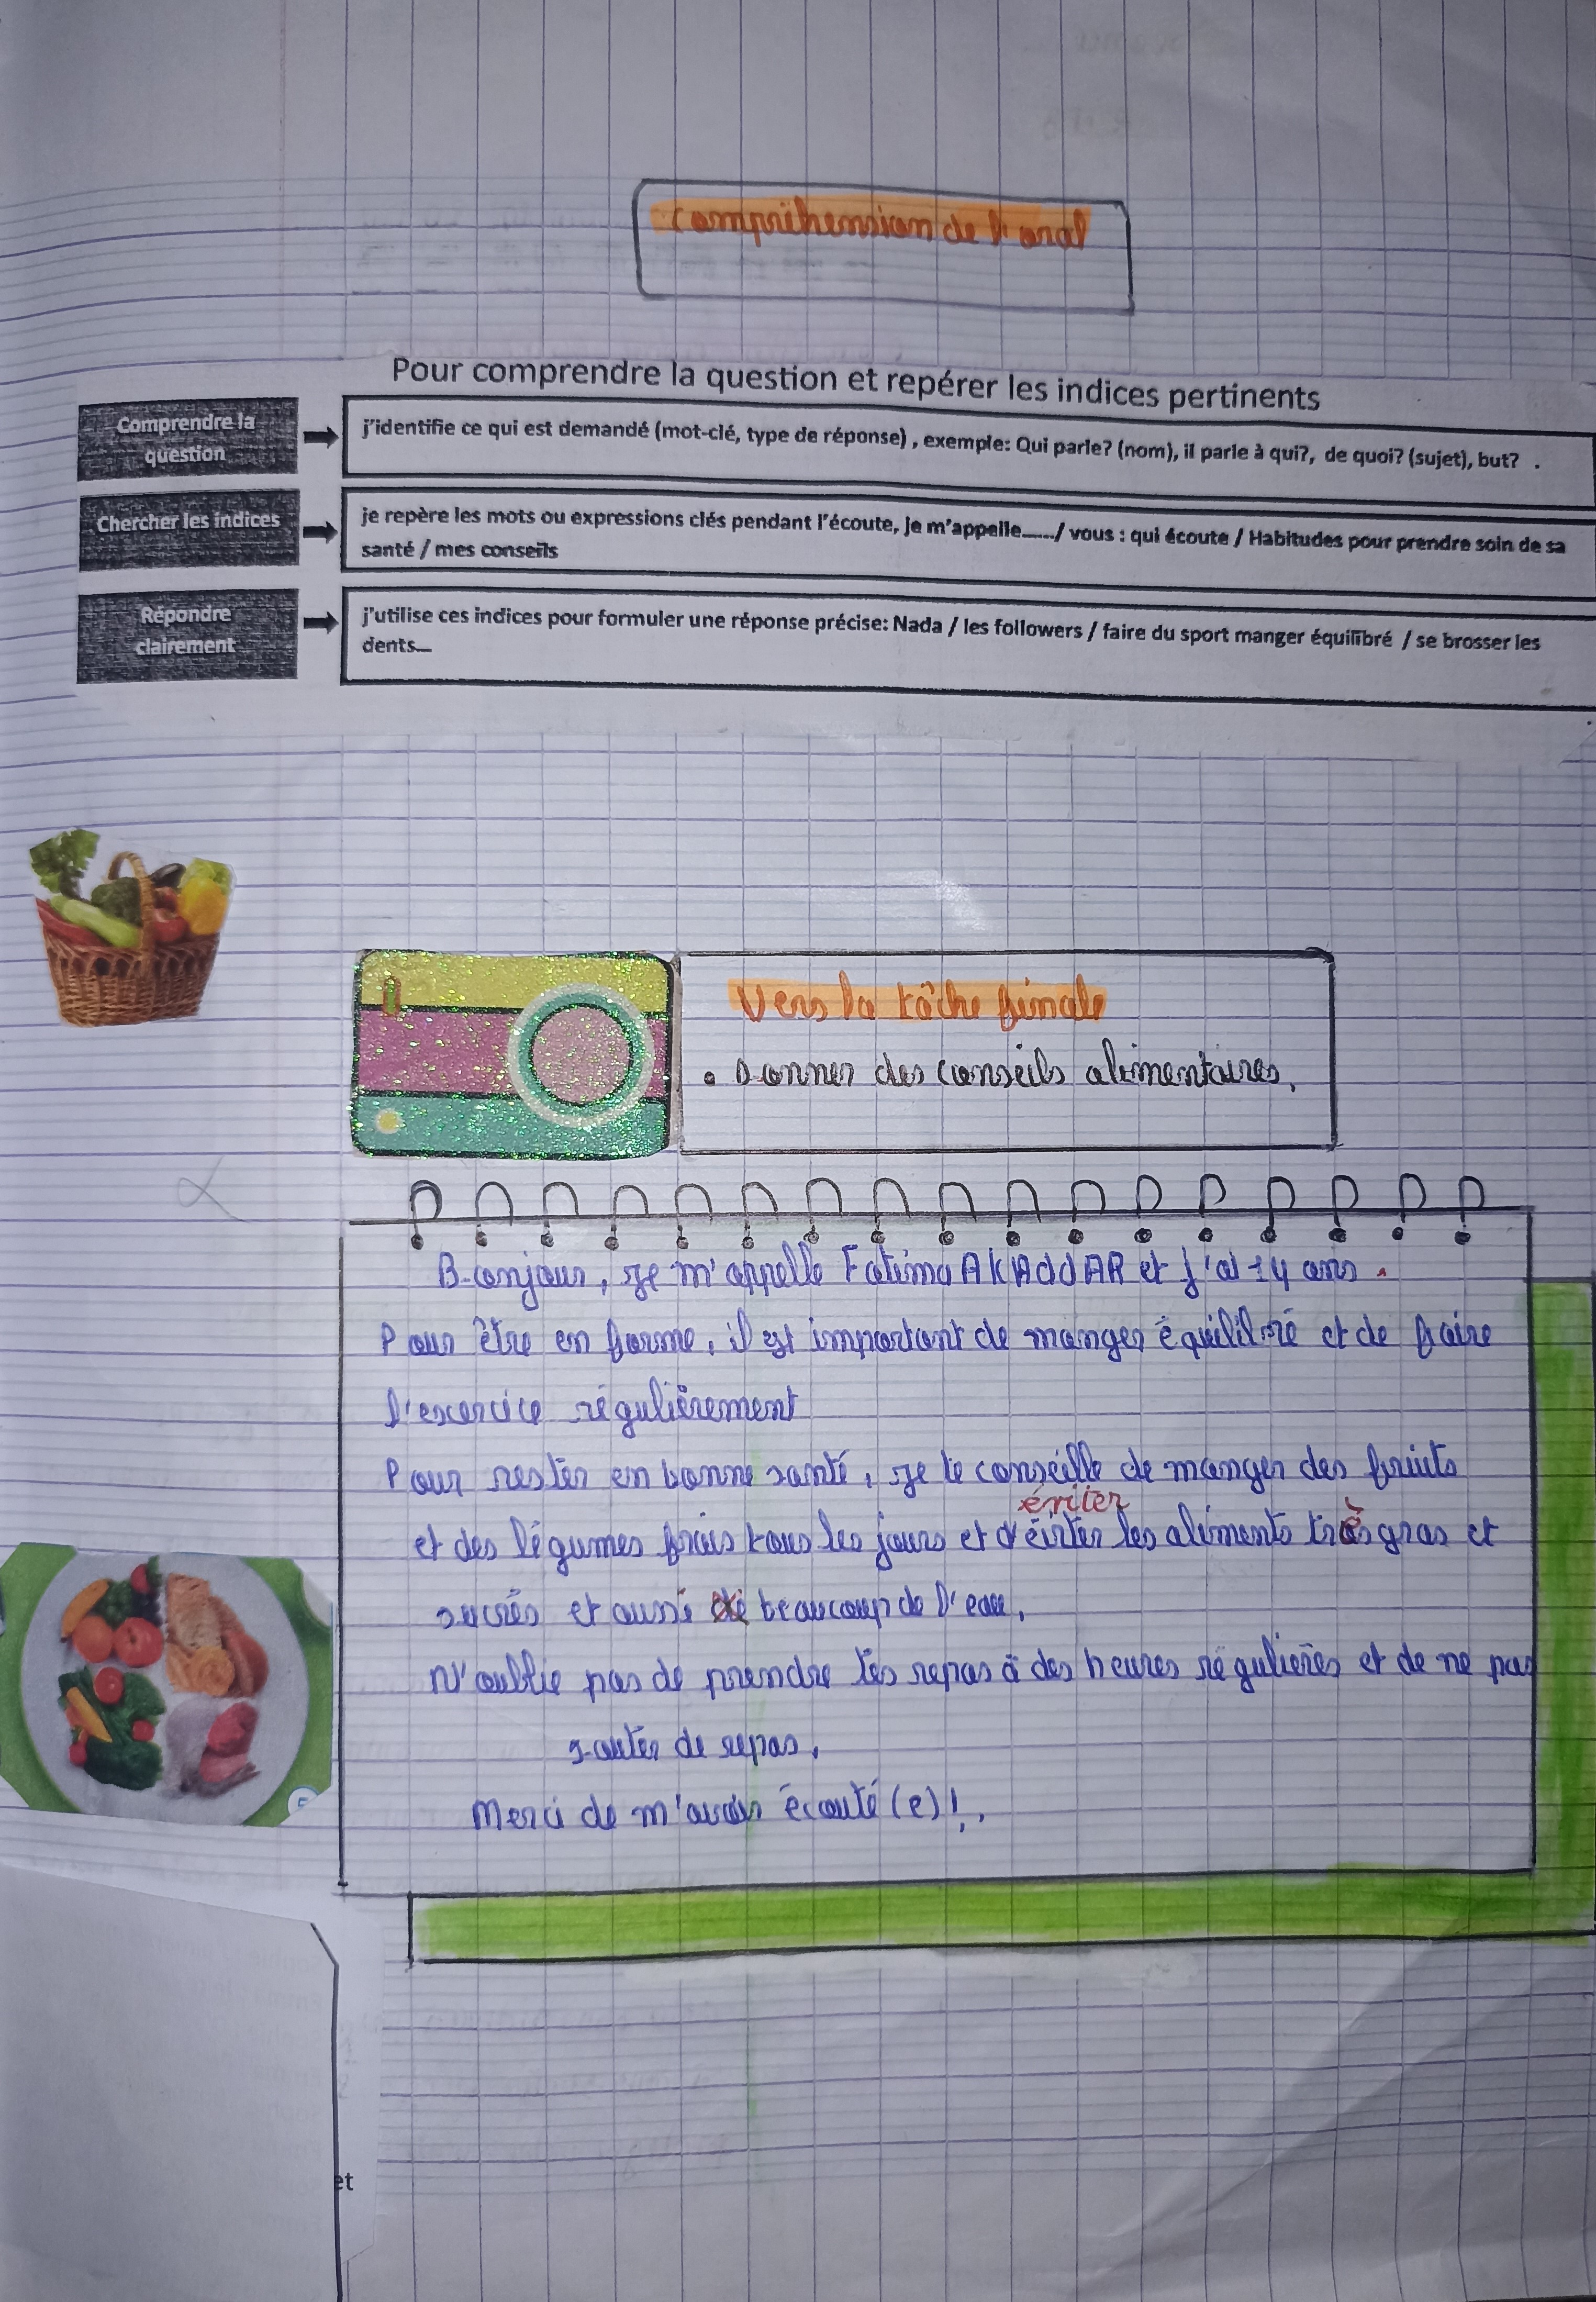 Compréhension de l'oral
Pour comprendre la question et repérer les indices pertinents
Comprendre la
question
j'identifie ce qui est demandé (mot-clé, type de réponse) , exemple: Qui parle? (nom), il parle à qui?, de quoi? (sujet), but? .
Chercher les indices
je repère les mots ou expressions clés pendant l'écoute, Je m'appelle....../ vous : qui écoute / Habitudes pour prendre soin de sa
santé / mes conseils
Répondre
clairement
j'utilise ces indices pour formuler une réponse précise: Nada / les followers / faire du sport manger équilibré / se brosser les
dents...
Vers la tâche finale
• Donner des conseils alimentaires.
Bonjour, je m'appelle Fatima AKADdAR et j'ai 14 ans.
Pour être en forme, il est important de manger équilibré et de faire
l'exercice régulièrement
Pour rester en bonne santé, je te conseille de manger des fruits
éviter
et des légumes frais tous les jours et d'éivter les aliments très gras et
sucrés et aussi beaucoup de l'eau.
N'oublie pas de prendre tes repas à des heures régulières et de ne pas
sauter de repas.
Merci de m'avoir écouté(e)!.
et